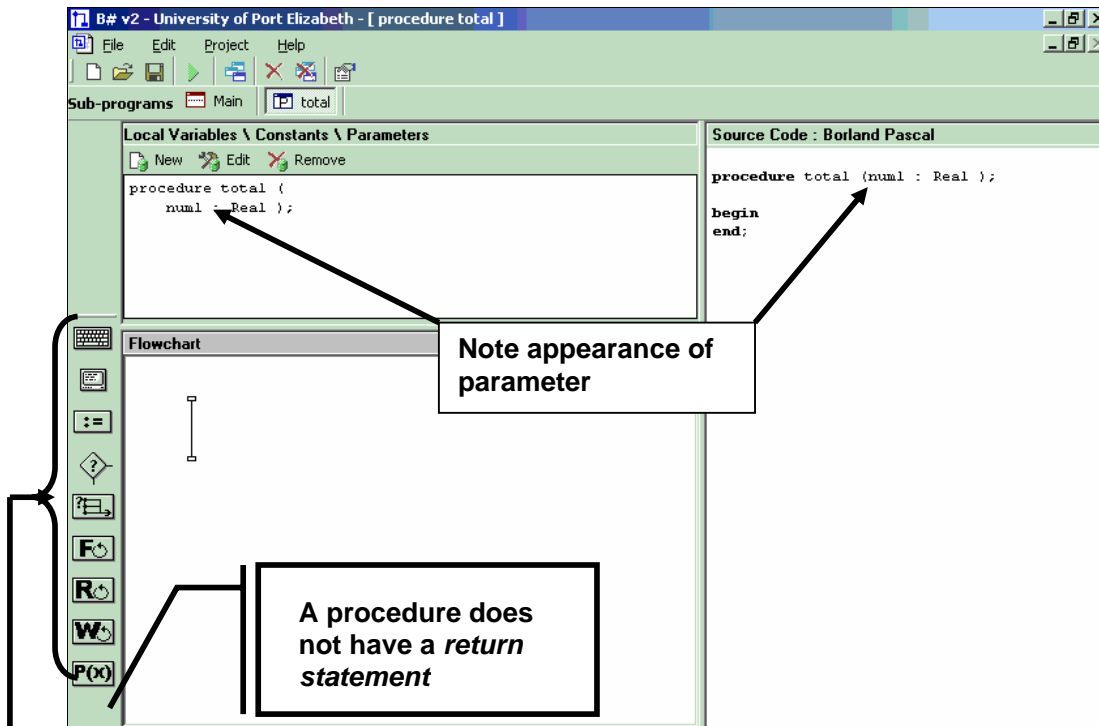 B# v2 - University of Port Elizabeth - [ procedure total ]
File Edit Project Help
Sub-programs Main total
Local Variables \ Constants \ Parameters
New Edit Remove
procedure total (
num1 : Real );
Source Code : Borland Pascal
procedure total (num1 : Real );
begin
end;
Note appearance of
parameter
Flowchart
:=
?
?
F
R
W
P(x)
A procedure does
not have a return
statement